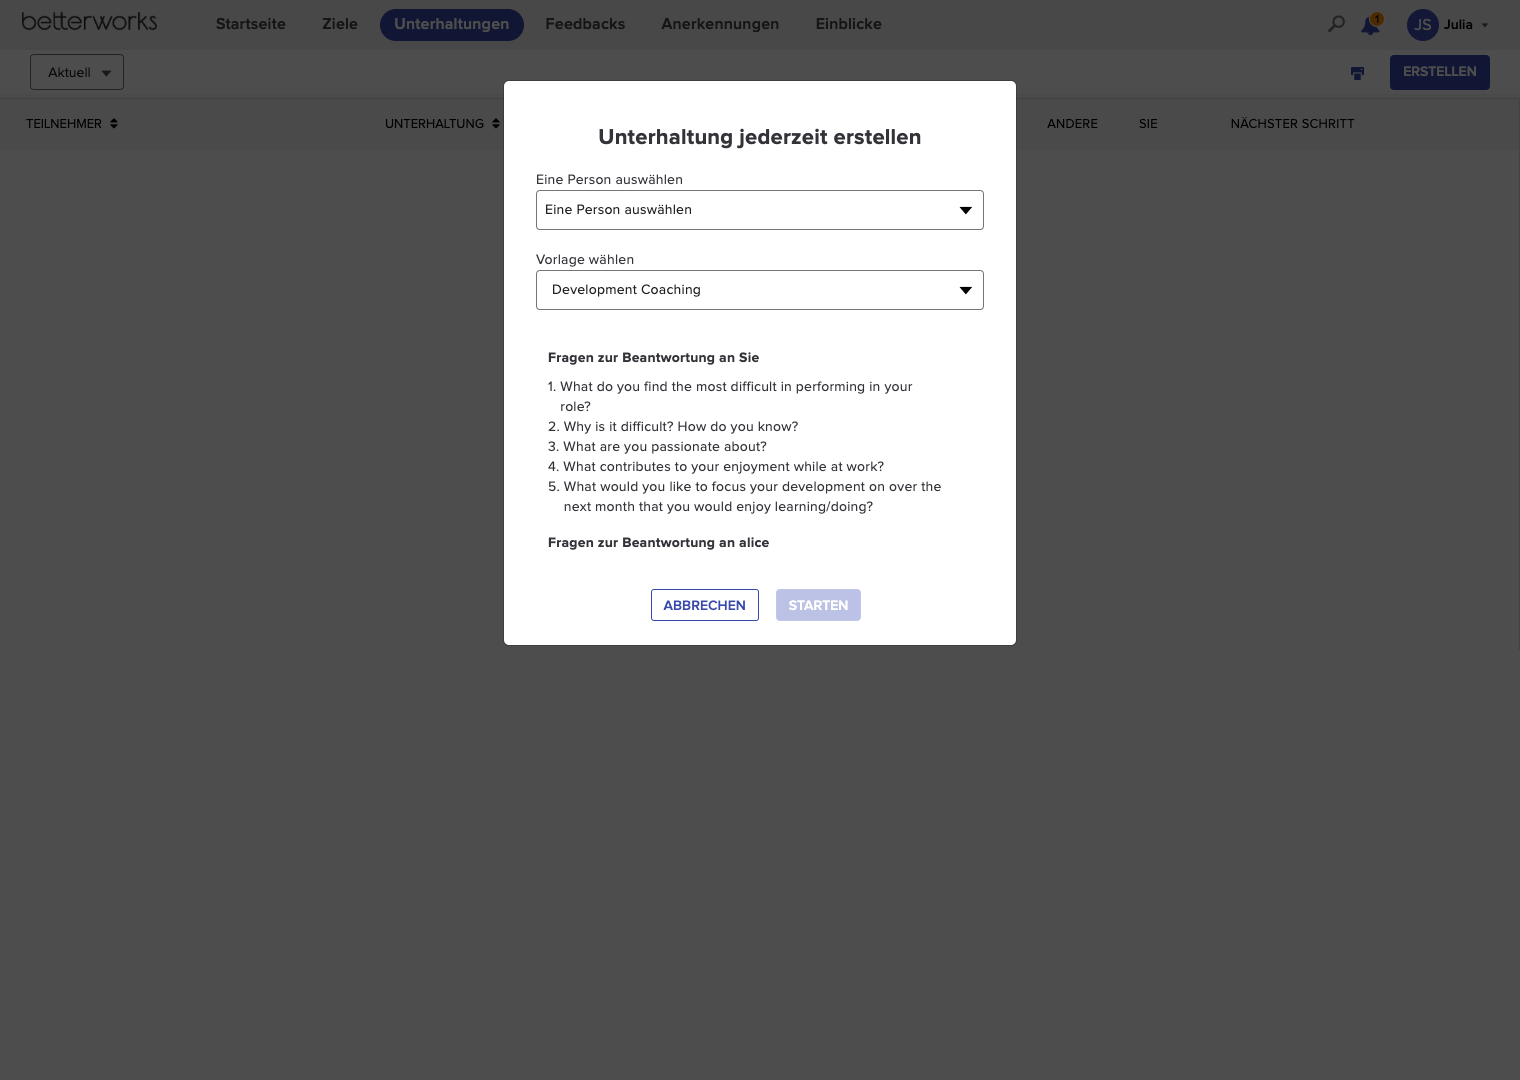 betterworks
Startseite
Ziele
Unterhaltungen
Feedbacks
Anerkennungen
Einblicke
1
JS
Julia
Aktuell
ERSTELLEN
TEILNEHMER
UNTERHALTUNG
ANDERE
SIE
NÄCHSTER SCHRITT
Unterhaltung jederzeit erstellen
Eine Person auswählen
Eine Person auswählen
Vorlage wählen
Development Coaching
Fragen zur Beantwortung an Sie
1. What do you find the most difficult in performing in your
role?
2. Why is it difficult? How do you know?
3. What are you passionate about?
4. What contributes to your enjoyment while at work?
5. What would you like to focus your development on over the
next month that you would enjoy learning/doing?
Fragen zur Beantwortung an alice
ABBRECHEN
STARTEN